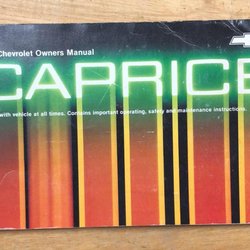 Chevrolet Owners Manual
CAPRICE
with vehicle at all times. Contains important operating, safety and maintenance instructions.